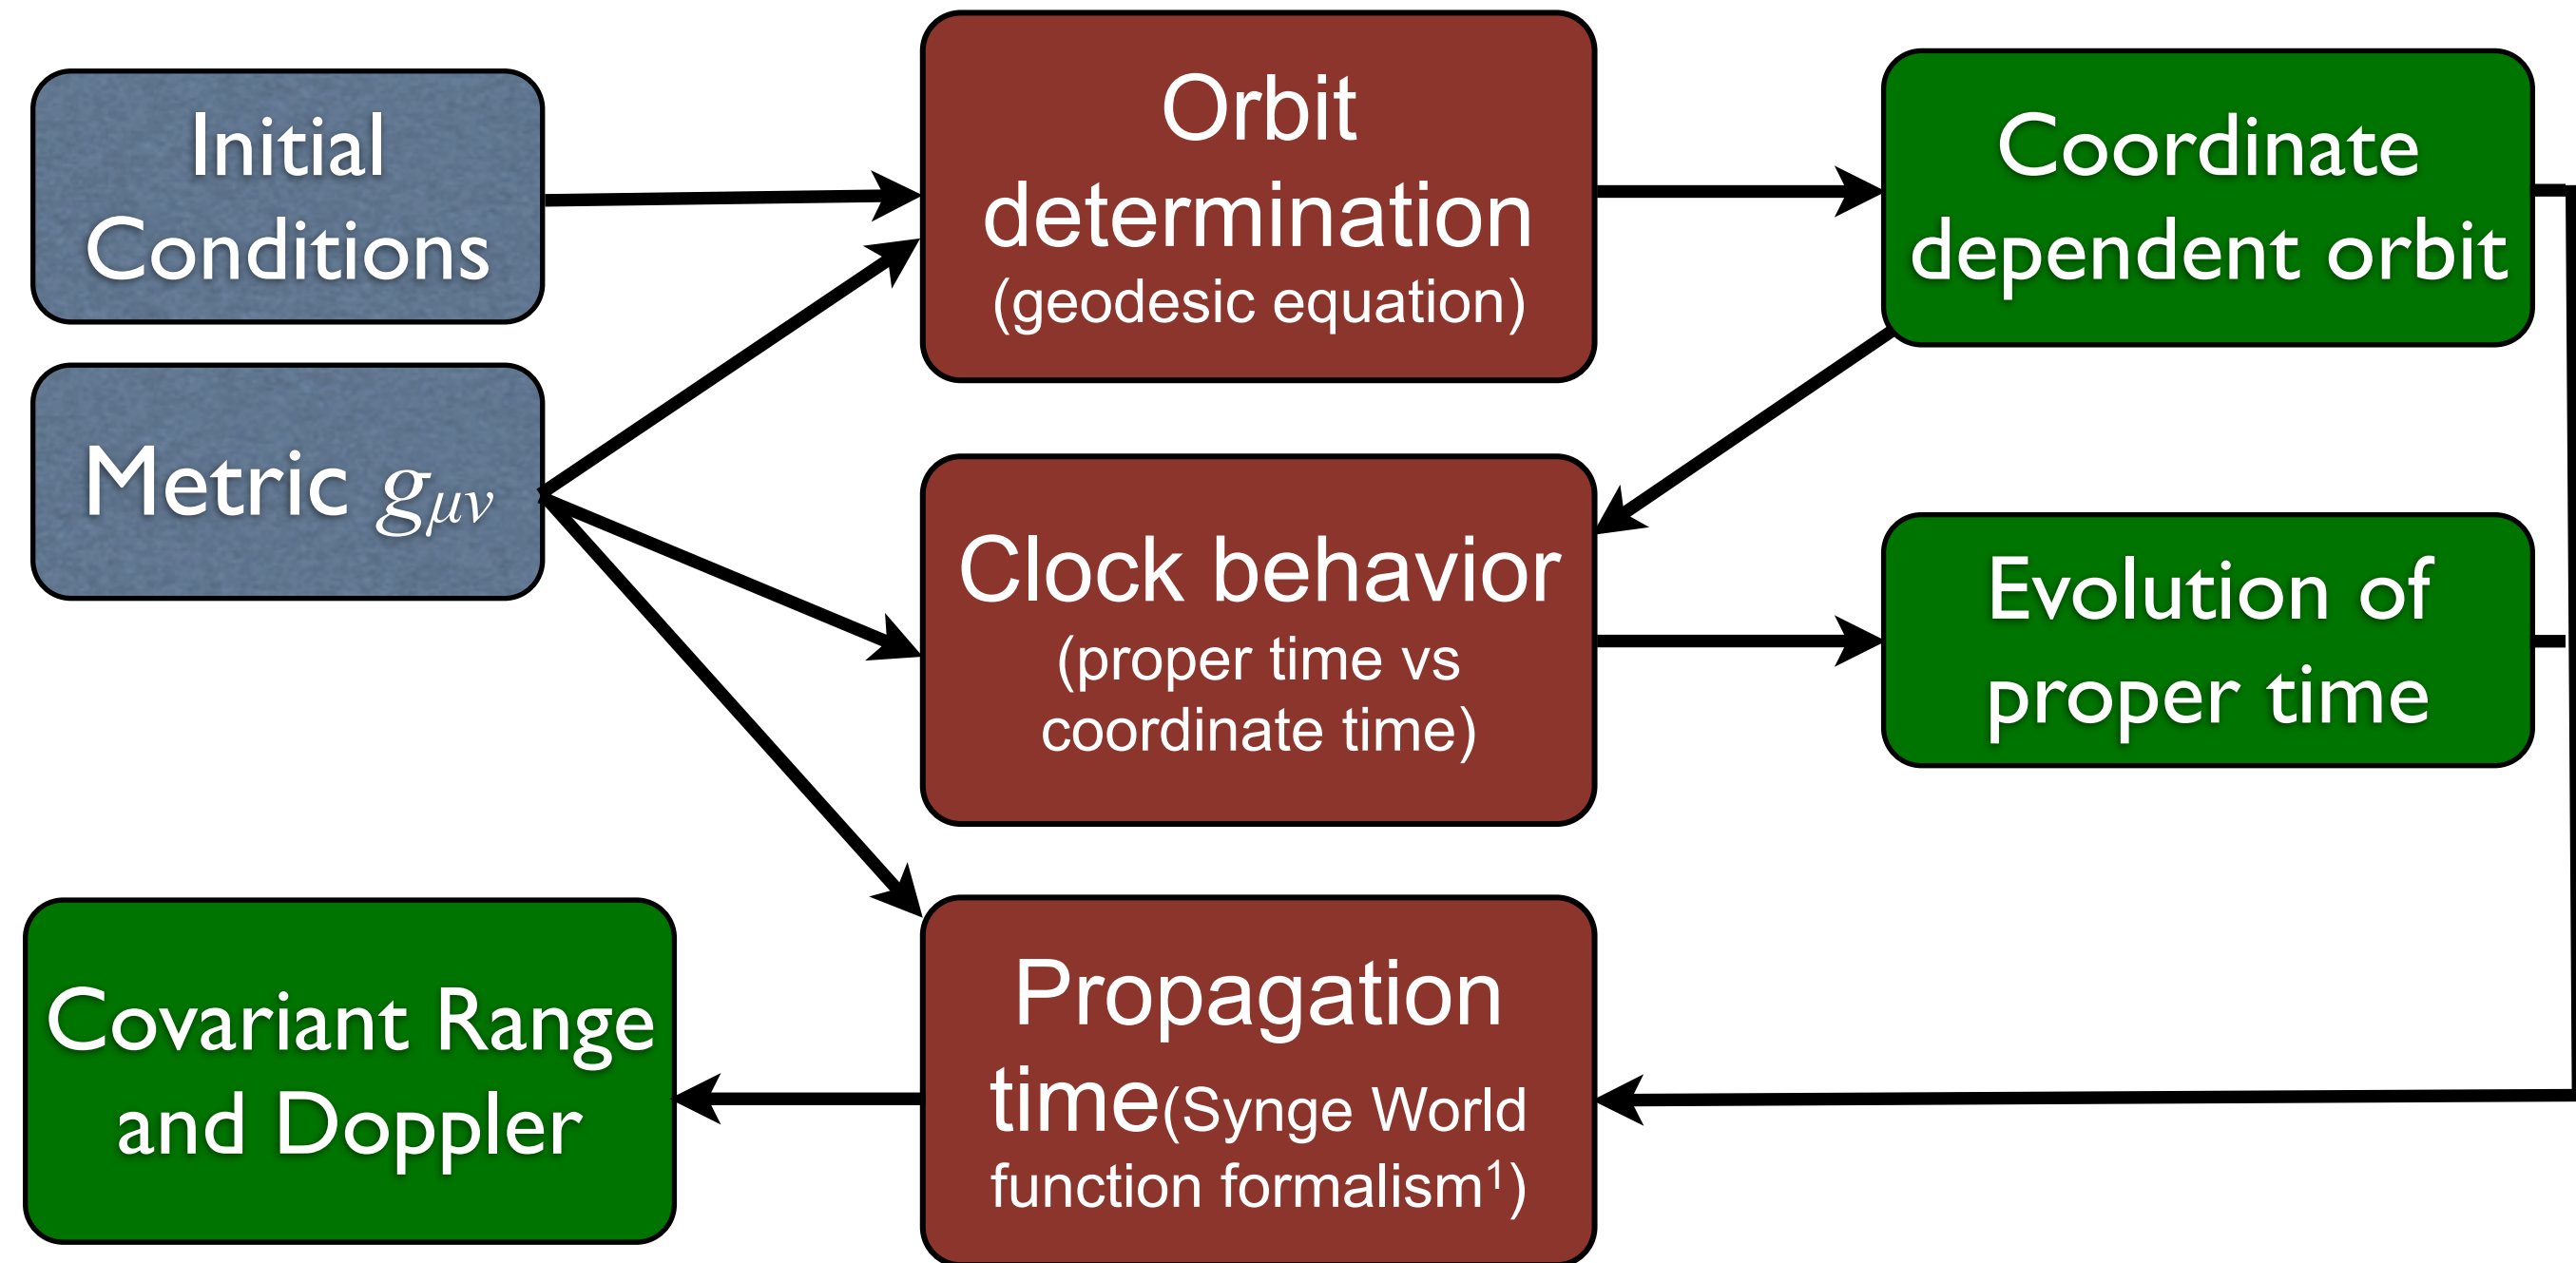 Initial
Conditions
Metric gμν
Orbit
determination
(geodesic equation)
Coordinate
dependent orbit
Clock behavior
(proper time vs
coordinate time)
Evolution of
proper time
Covariant Range
and Doppler
Propagation
time(Synge World
function formalism¹)